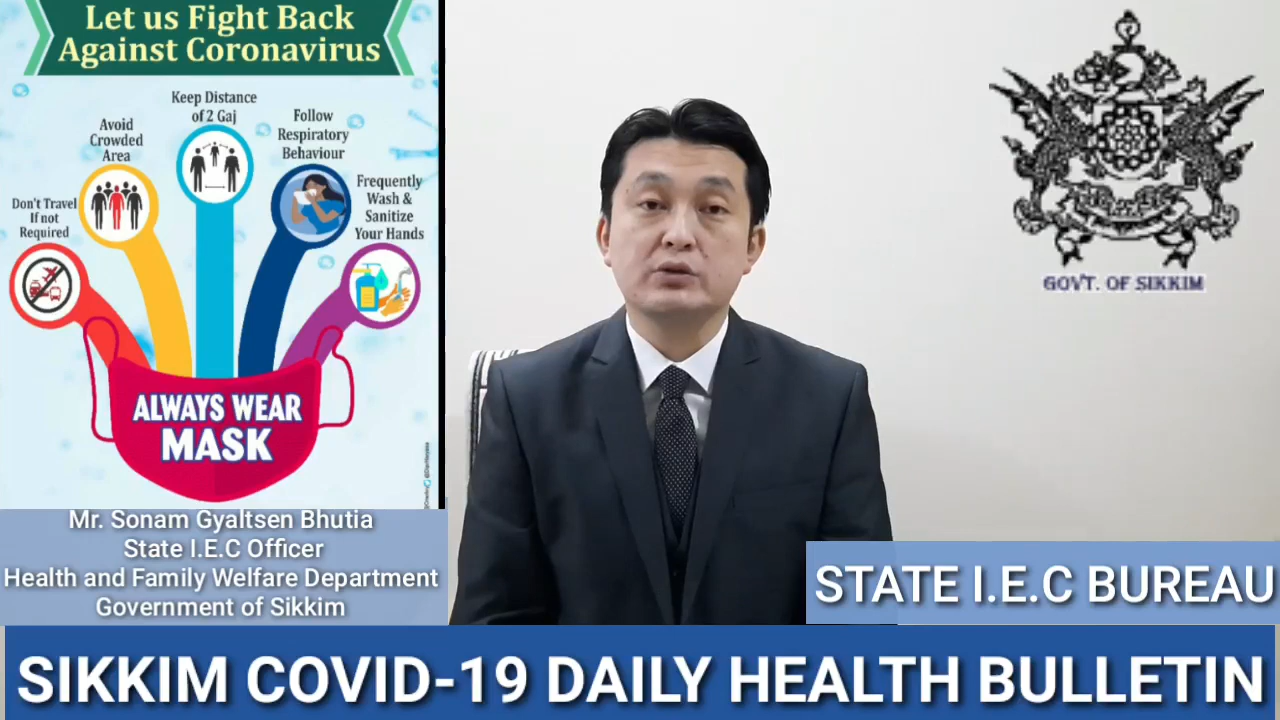 Let us Fight Back
Against Coronavirus
Keep Distance
of 2 Gaj
Avoid
Crowded
Area
Follow
Respiratory
Behaviour
Don't Travel
If not
Required
Frequently
Wash &
Sanitize
Your Hands
ALWAYS WEAR
MASK
Mr. Sonam Gyaltsen Bhutia
State I.E.C Officer
Health and Family Welfare Department
Government of Sikkim
GOVT. OF SIKKIM
STATE I.E.C BUREAU
SIKKIM COVID-19 DAILY HEALTH BULLETIN